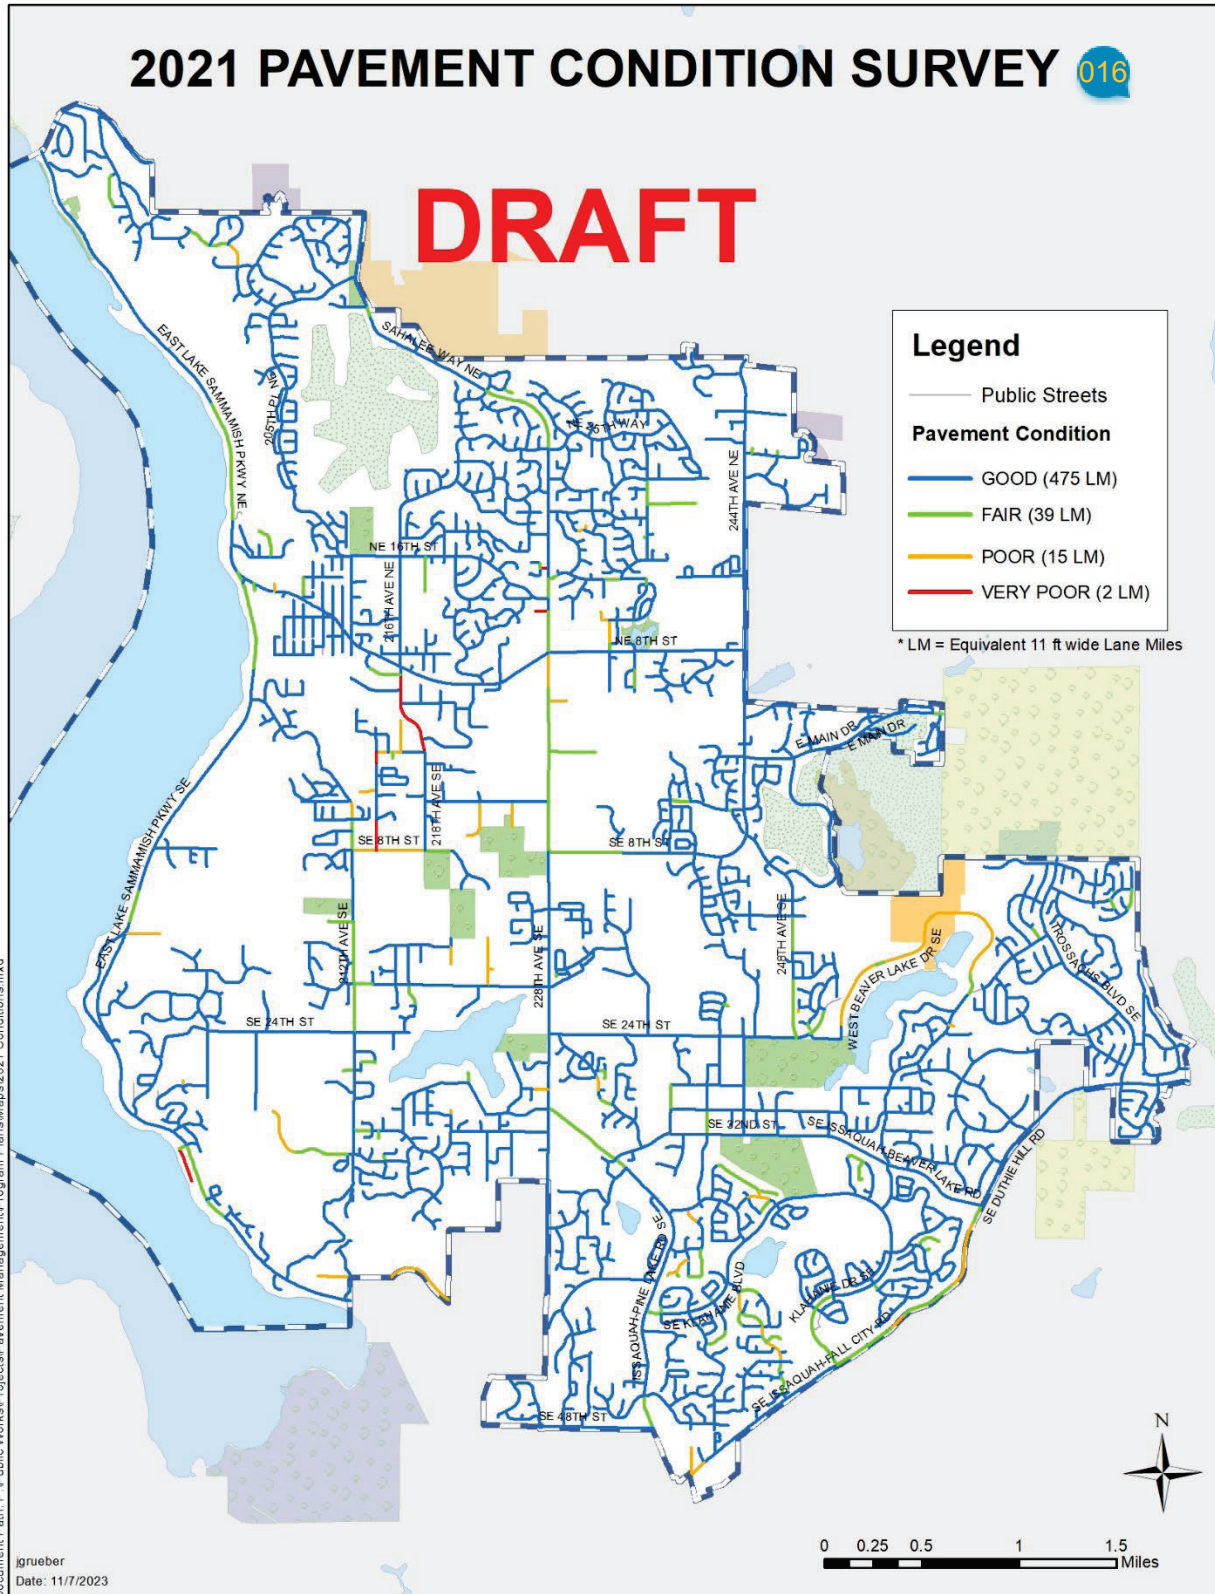 2021 PAVEMENT CONDITION SURVEY 016
DRAFT
Legend
Public Streets
Pavement Condition
GOOD (475 LM)
FAIR (39 LM)
POOR (15 LM)
VERY POOR (2 LM)
* LM = Equivalent 11 ft wide Lane Miles
SAHALEE WAY NE
EAST LAKE SAMMAMISH PKWY NE
205TH PL NE
NE 25TH WAY
244TH AVE NE
NE 16TH ST
216TH AVE NE
NE 8TH ST
E MAIN DR
E MAIN DR
EAST LAKE SAMMAMISH PKWY SE
218TH AVE SE
SE 8TH ST
SE 8TH ST
212TH AVE SE
228TH AVE SE
248TH AVE SE
WEST BEAVER LAKE DR SE
TROSSACHS BLVD SE
SE 24TH ST
SE 24TH ST
SE 32ND ST
SE ISSAQUAH-BEAVER LAKE RD
SE DUTHIE HILL RD
ISSAQUAH-PINE LAKE RD SE
SE KLAHANIE BLVD
KLAHANIE DR SE
SE ISSAQUAH-FALL CITY RD
SE 48TH ST
N
0 0.25 0.5 1 1.5
Miles
jgrueber
Date: 11/7/2023